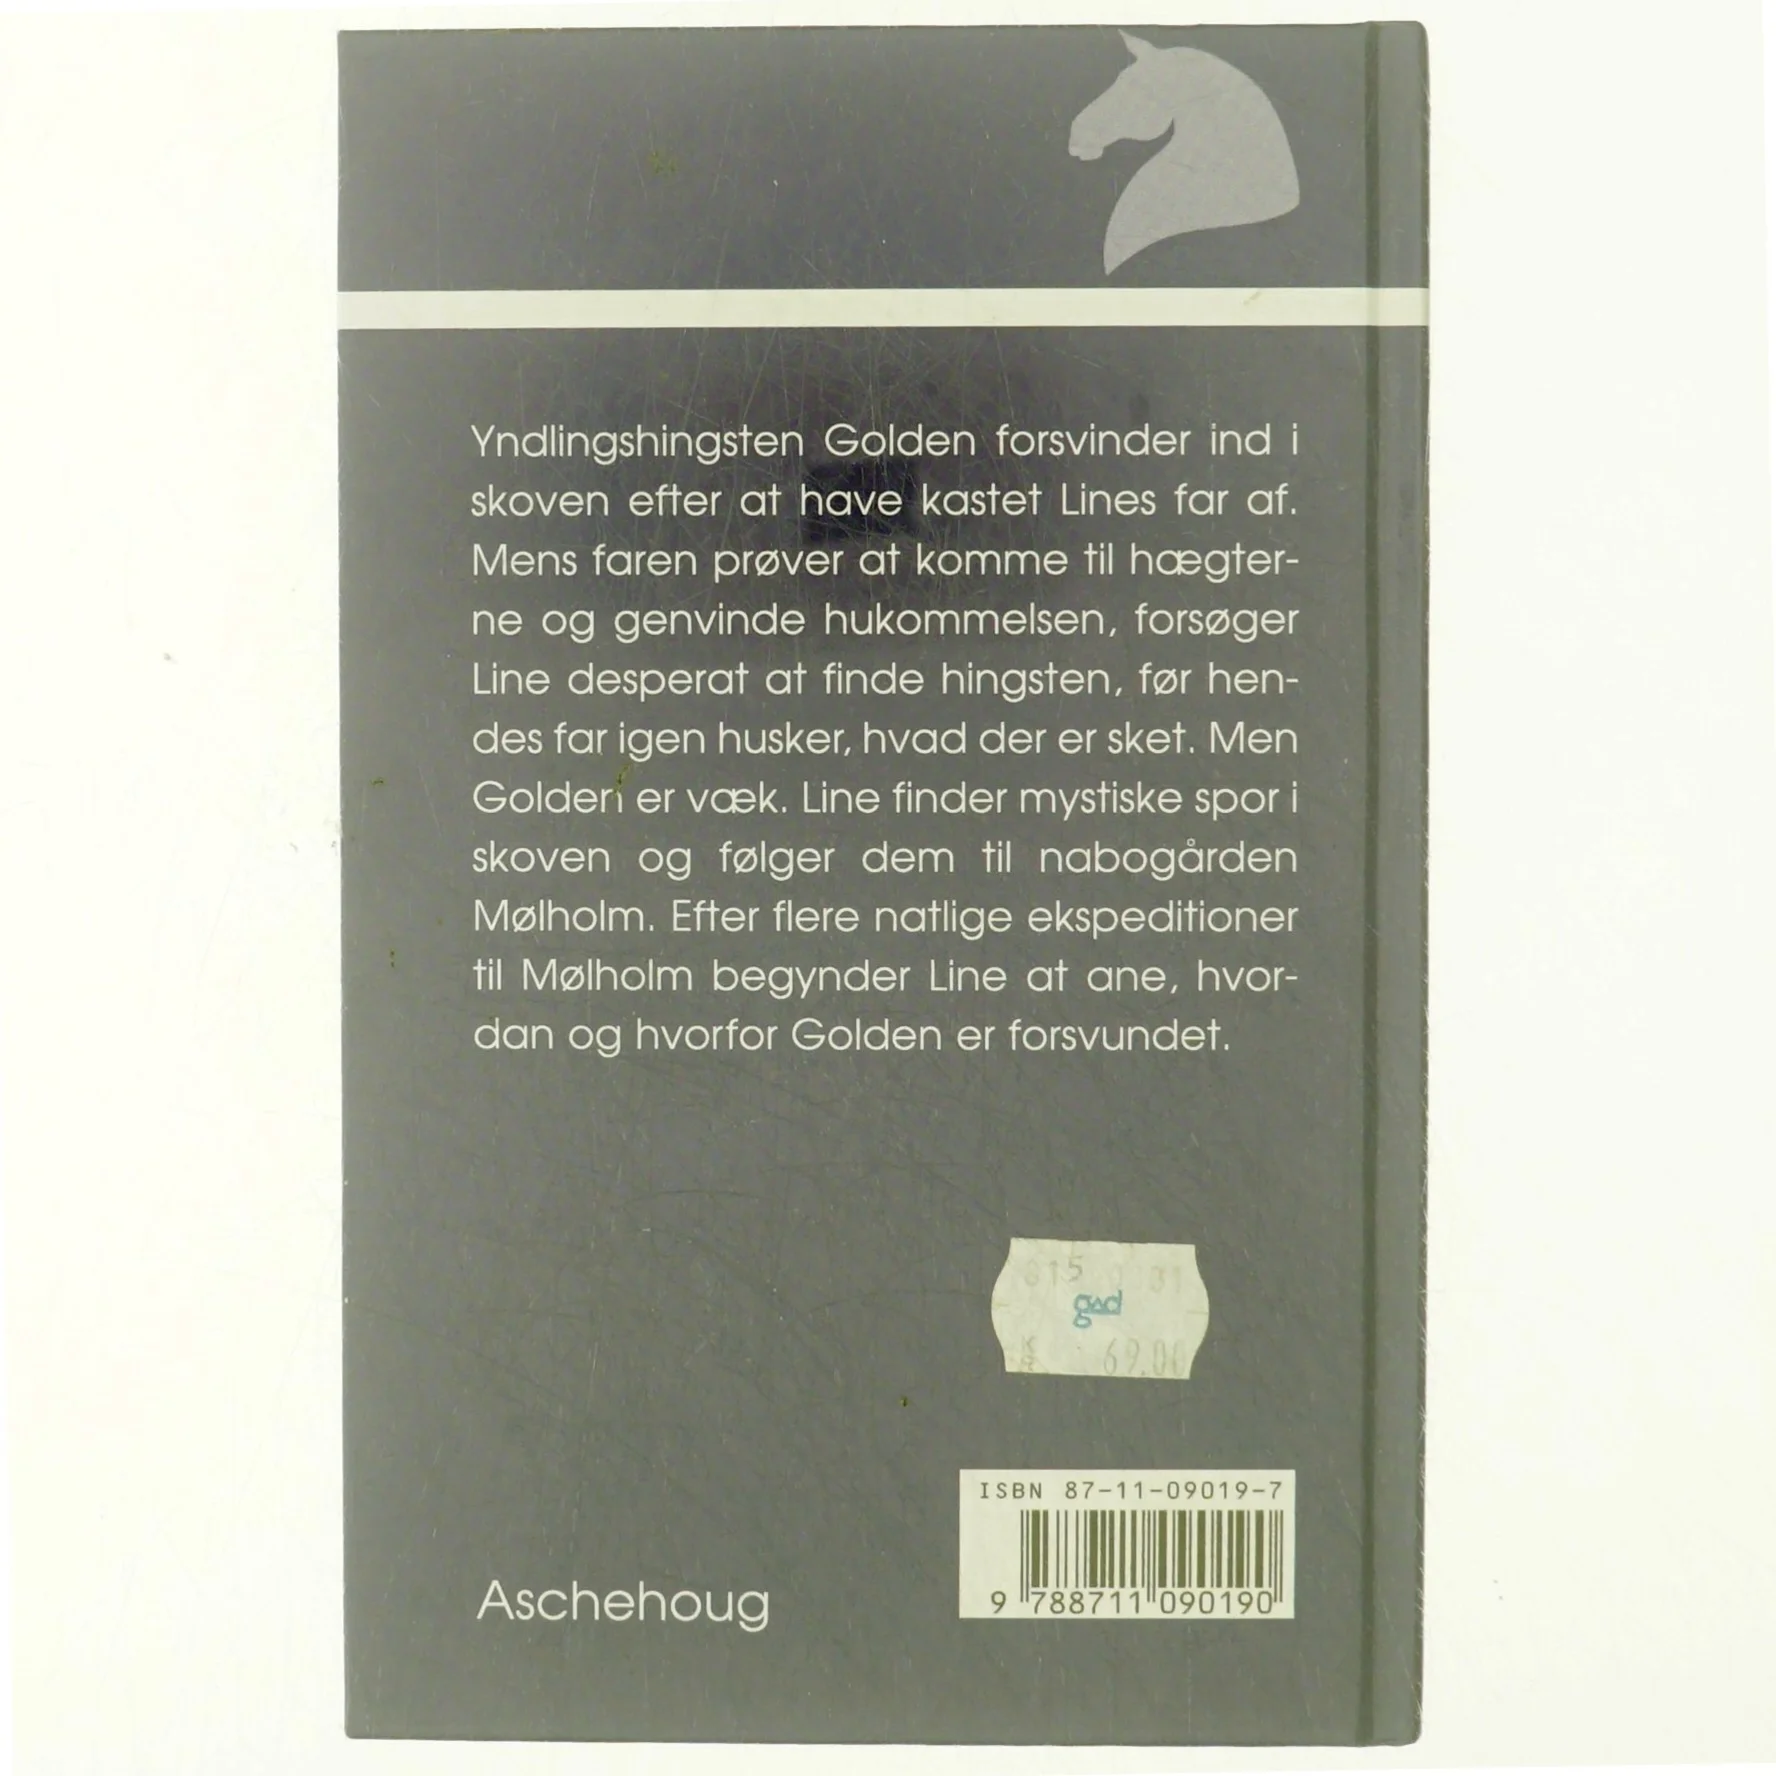 Yndlingshingsten Golden forsvinder ind i
skoven efter at have kastet Lines far af.
Mens faren prøver at komme til hægter-
ne og genvinde hukommelsen, forsøger
Line desperat at finde hingsten, før hen-
des far igen husker, hvad der er sket. Men
Golden er væk. Line finder mystiske spor i
skoven og følger dem til nabogården
Mølholm. Efter flere natlige ekspeditioner
til Mølholm begynder Line at ane, hvor-
dan og hvorfor Golden er forsvundet.
gad
KR 69.00
ISBN 87-11-09019-7
9 788711 090190
Aschehoug